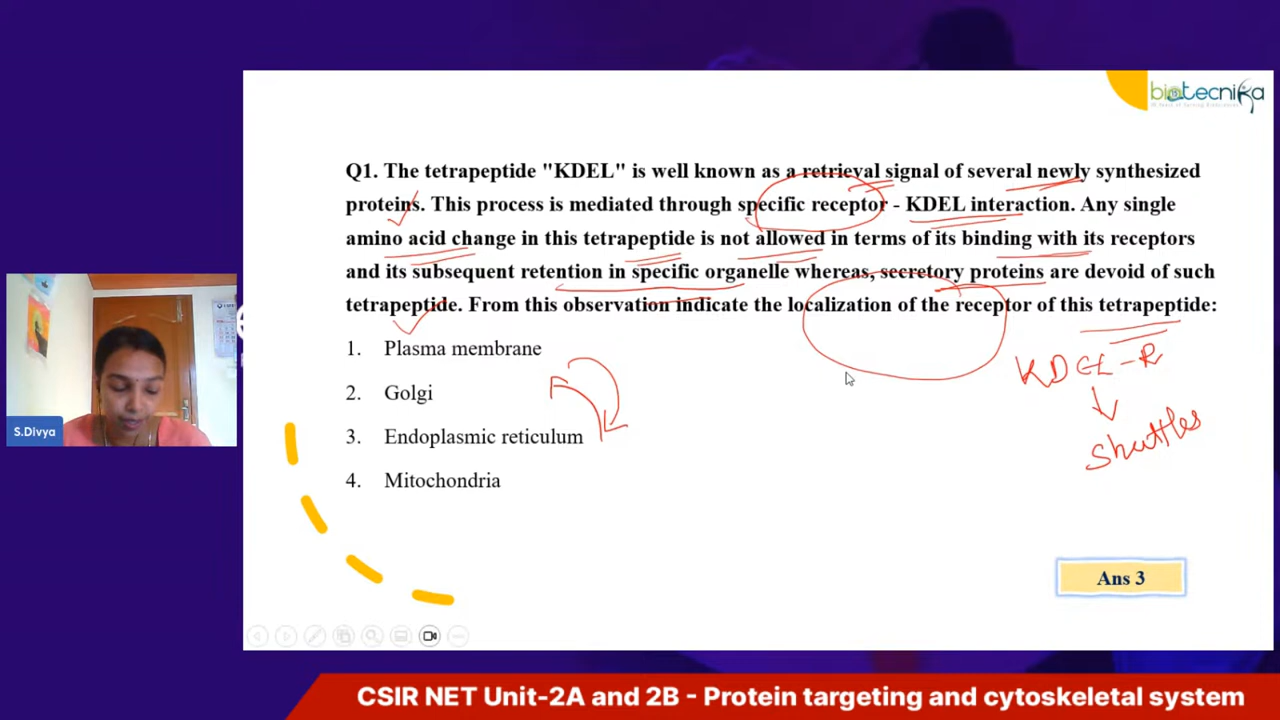 biotecnika
Q1. The tetrapeptide "KDEL" is well known as a retrieval signal of several newly synthesized
proteins. This process is mediated through specific receptor - KDEL interaction. Any single
amino acid change in this tetrapeptide is not allowed in terms of its binding with its receptors
and its subsequent retention in specific organelle whereas, secretory proteins are devoid of such
tetrapeptide. From this observation indicate the localization of the receptor of this tetrapeptide:
1. Plasma membrane
KDEL-R
2. Golgi
3. Endoplasmic reticulum
Shuttles
4. Mitochondria
S.Divya
Ans 3
CSIR NET Unit-2A and 2B - Protein targeting and cytoskeletal system